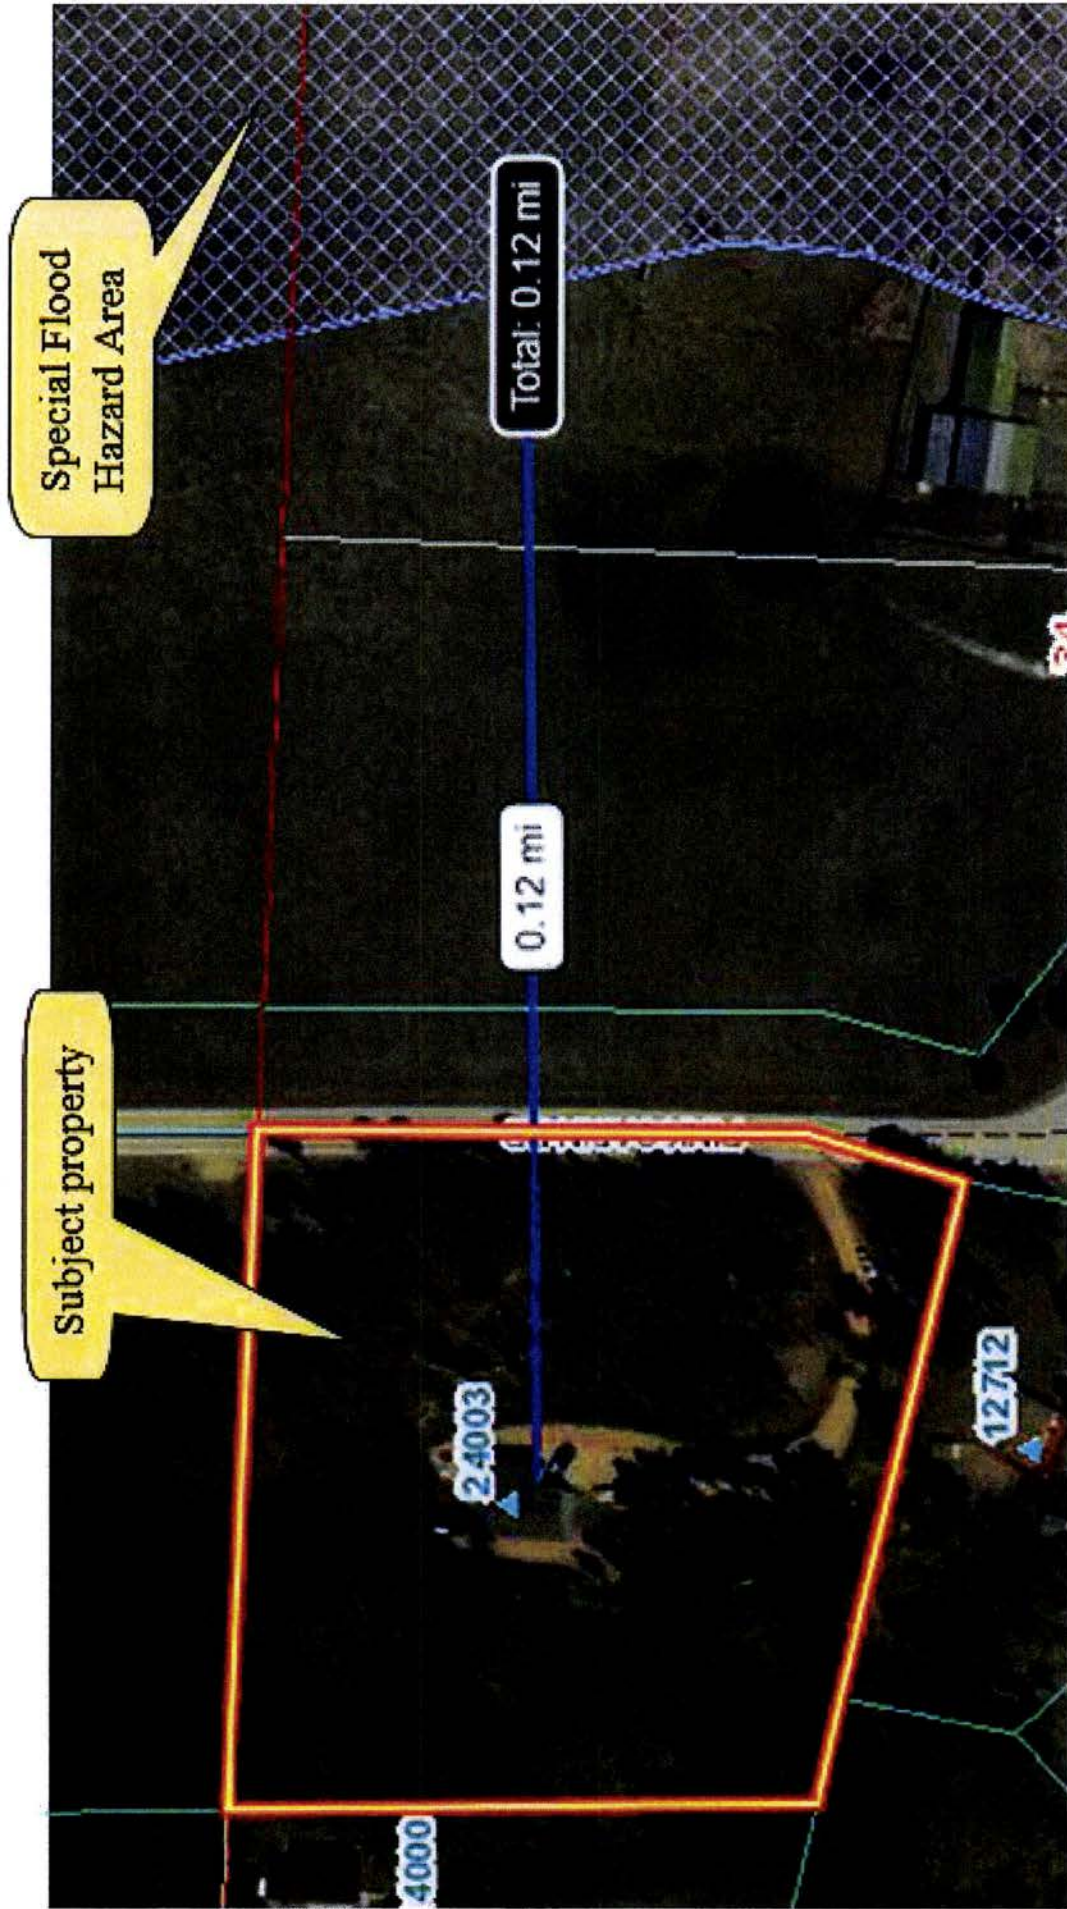 Special Flood
Hazard Area
Subject property
Total: 0.12 mi
0.12 mi
24003
12712
4000